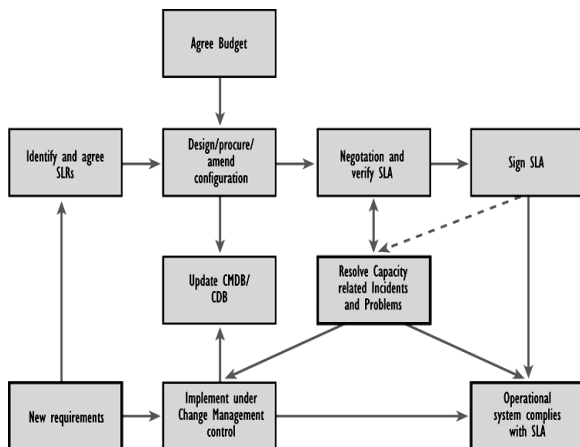 Agree Budget
Identify and agree
SLRs
Design/procure/
amend
configuration
Negotation and
verify SLA
Sign SLA
Update CMDB/
CDB
Resolve Capacity
related Incidents
and Problems
New requirements
Implement under
Change Management
control
Operational
system complies
with SLA